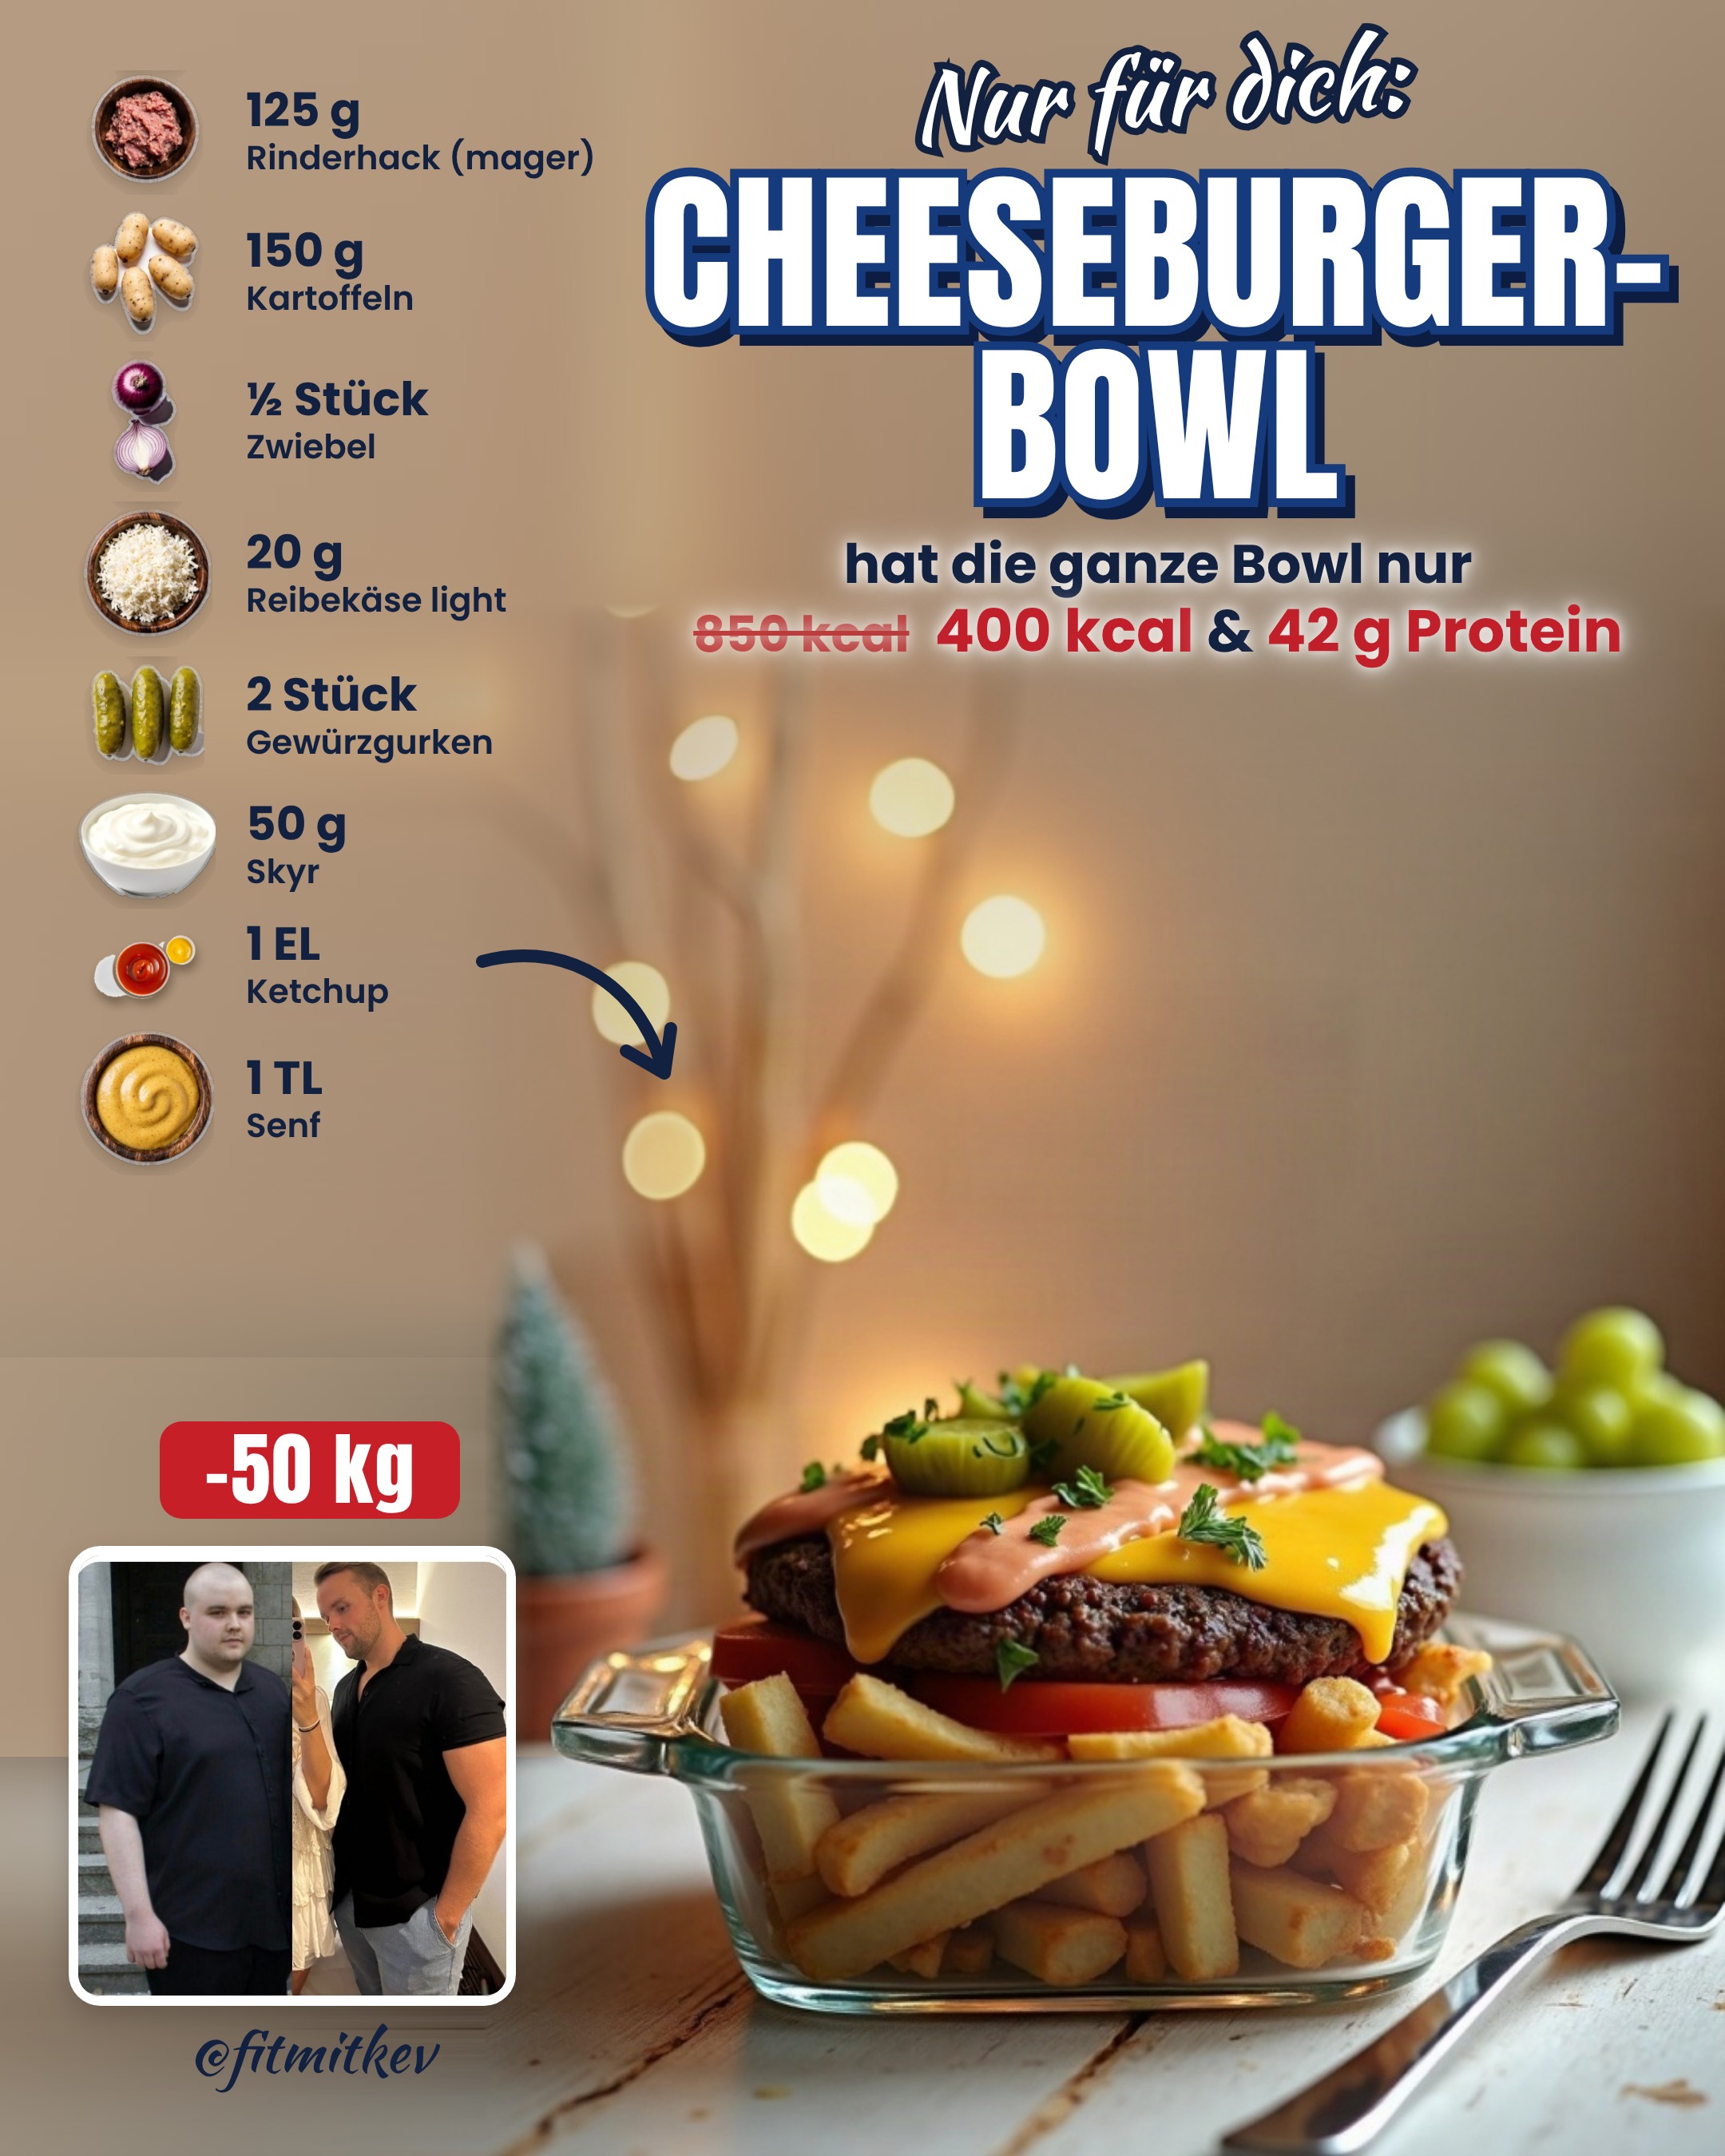 Nur für dich:
CHEESEBURGER-
BOWL
hat die ganze Bowl nur
850 kcal 400 kcal & 42 g Protein
125 g
Rinderhack (mager)
150 g
Kartoffeln
½ Stück
Zwiebel
20 g
Reibekäse light
2 Stück
Gewürzgurken
50 g
Skyr
1 EL
Ketchup
1 TL
Senf
-50 kg
@fitmitkev